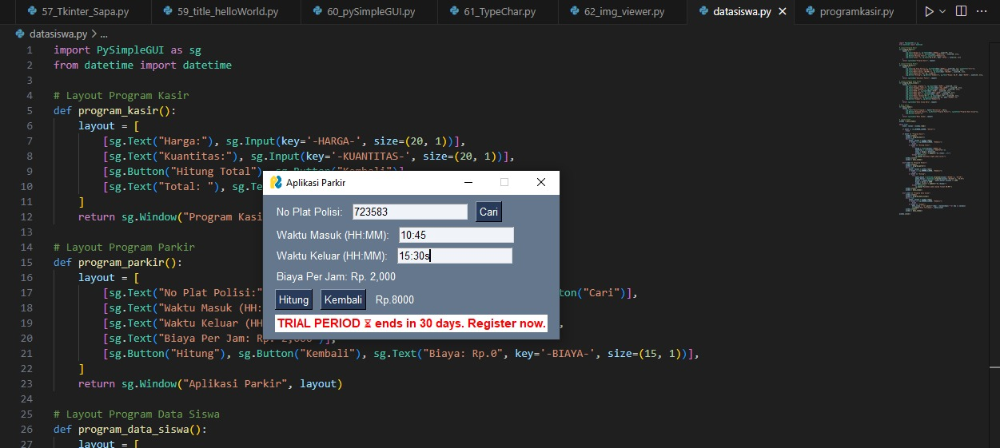 57_Tkinter_Sapa.py 59_title_helloWorld.py 60_pySimpleGUI.py 61_TypeChar.py 62_img_viewer.py datasiswa.py programkasir.py
datasiswa.py > ...
1 import PySimpleGUI as sg
2 from datetime import datetime
3
4 # Layout Program Kasir
5 def program_kasir():
6 layout = [
7 [sg.Text("Harga:"), sg.Input(key='-HARGA-', size=(20, 1))],
8 [sg.Text("Kuantitas:"), sg.Input(key='-KUANTITAS-', size=(20, 1))],
9 [sg.Button("Hitung Total"), sg.Button("Kembali")]
10 [sg.Text("Total: "), sg.Te
11 ]
12 return sg.Window("Program Kasi
13
14 # Layout Program Parkir
15 def program_parkir():
16 layout = [
17 [sg.Text("No Plat Polisi:" ton("Cari")],
18 [sg.Text("Waktu Masuk (HH:
19 [sg.Text("Waktu Keluar (HH ,
20 [sg.Text("Biaya Per Jam: Rp. 2,000")],
21 [sg.Button("Hitung"), sg.Button("Kembali"), sg.Text("Biaya: Rp.0", key='-BIAYA-', size=(15, 1))],
22 ]
23 return sg.Window("Aplikasi Parkir", layout)
24
25 # Layout Program Data Siswa
26 def program_data_siswa():
27 layout = [
Aplikasi Parkir
No Plat Polisi: 723583 Cari
Waktu Masuk (HH:MM): 10:45
Waktu Keluar (HH:MM): 15:30s
Biaya Per Jam: Rp. 2,000
Hitung Kembali Rp.8000
TRIAL PERIOD ⌛ ends in 30 days. Register now.